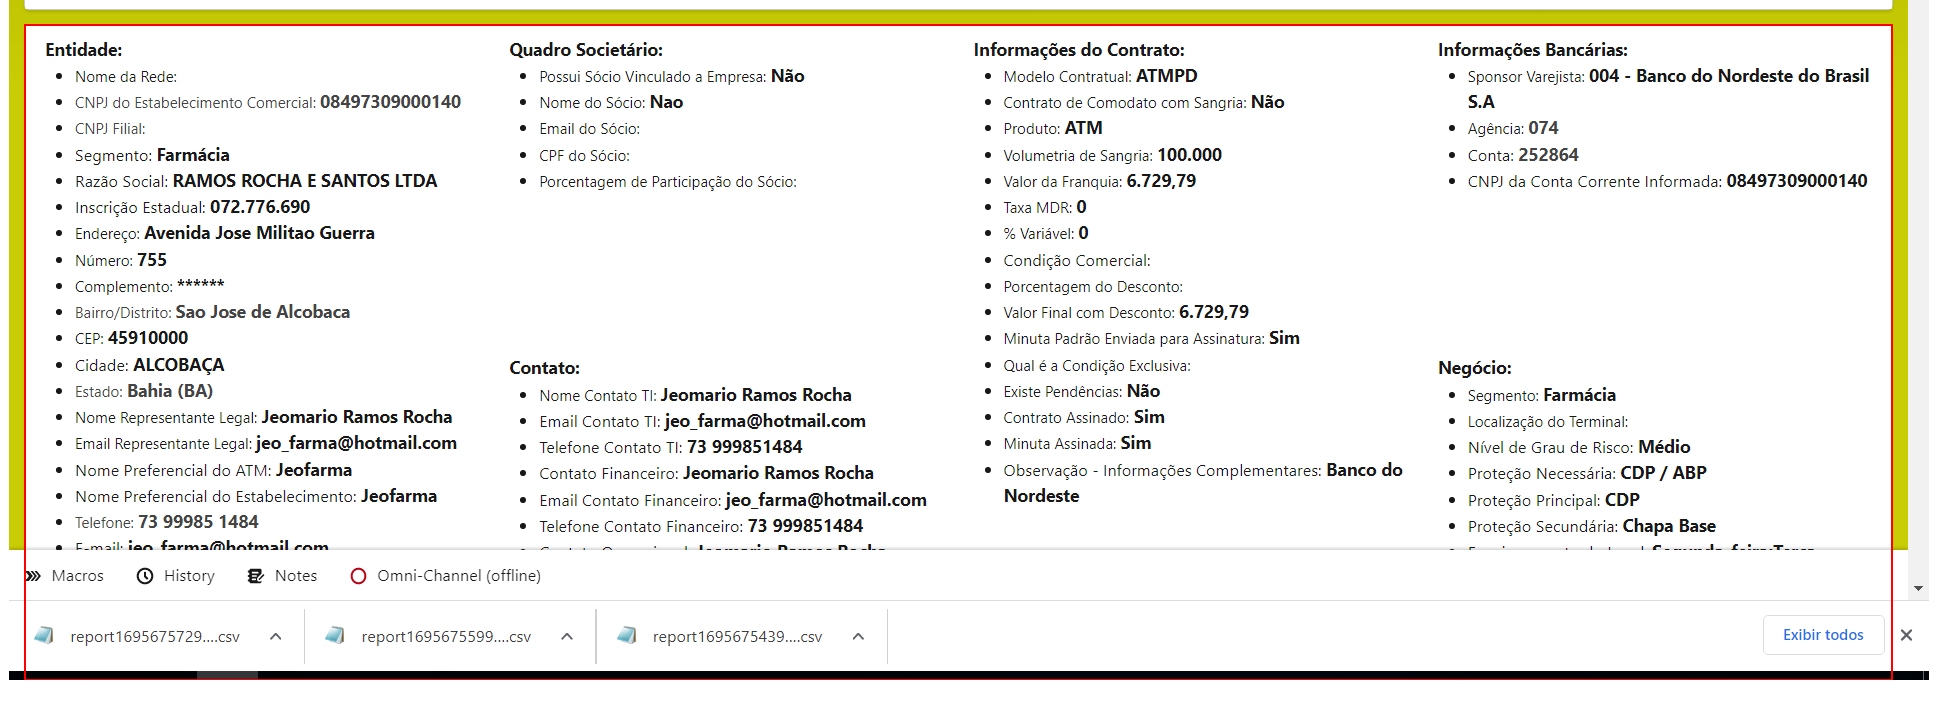 Entidade:
Nome da Rede:
CNPJ do Estabelecimento Comercial: 08497309000140
CNPJ Filial:
Segmento: Farmácia
Razão Social: RAMOS ROCHA E SANTOS LTDA
Inscrição Estadual: 072.776.690
Endereço: Avenida Jose Militao Guerra
Número: 755
Complemento: ******
Bairro/Distrito: Sao Jose de Alcobaca
CEP: 45910000
Cidade: ALCOBAÇA
Estado: Bahia (BA)
Nome Representante Legal: Jeomario Ramos Rocha
Email Representante Legal: jeo_farma@hotmail.com
Nome Preferencial do ATM: Jeofarma
Nome Preferencial do Estabelecimento: Jeofarma
Telefone: 73 99985 1484
E-mail: jeo_farma@hotmail.com
Quadro Societário:
Possui Sócio Vinculado a Empresa: Não
Nome do Sócio: Nao
Email do Sócio:
CPF do Sócio:
Porcentagem de Participação do Sócio:
Contato:
Nome Contato TI: Jeomario Ramos Rocha
Email Contato TI: jeo_farma@hotmail.com
Telefone Contato TI: 73 999851484
Contato Financeiro: Jeomario Ramos Rocha
Email Contato Financeiro: jeo_farma@hotmail.com
Telefone Contato Financeiro: 73 999851484
Informações do Contrato:
Modelo Contratual: ATMPD
Contrato de Comodato com Sangria: Não
Produto: ATM
Volumetria de Sangria: 100.000
Valor da Franquia: 6.729,79
Taxa MDR: 0
% Variável: 0
Condição Comercial:
Porcentagem do Desconto:
Valor Final com Desconto: 6.729,79
Minuta Padrão Enviada para Assinatura: Sim
Qual é a Condição Exclusiva:
Existe Pendências: Não
Contrato Assinado: Sim
Minuta Assinada: Sim
Observação - Informações Complementares: Banco do
Nordeste
Informações Bancárias:
Sponsor Varejista: 004 - Banco do Nordeste do Brasil
S.A
Agência: 074
Conta: 252864
CNPJ da Conta Corrente Informada: 08497309000140
Negócio:
Segmento: Farmácia
Localização do Terminal:
Nível de Grau de Risco: Médio
Proteção Necessária: CDP / ABP
Proteção Principal: CDP
Proteção Secundária: Chapa Base
Macros
History
Notes
Omni-Channel (offline)
report1695675729....csv
report1695675599....csv
report1695675439....csv
Exibir todos